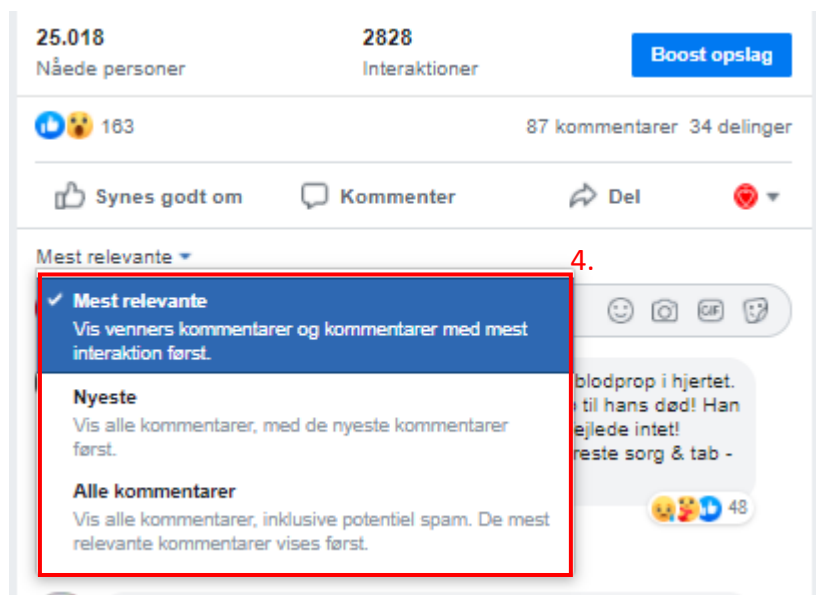 25.018
Nåede personer
2828
Interaktioner
Boost opslag
163
87 kommentarer 34 delinger
Synes godt om
Kommenter
Del
Mest relevante
4.
Mest relevante
Vis venners kommentarer og kommentarer med mest
interaktion først.
GIF
Nyeste
Vis alle kommentarer, med de nyeste kommentarer
først.
Alle kommentarer
Vis alle kommentarer, inklusive potentiel spam. De mest
relevante kommentarer vises først.
blodprop i hjertet.
til hans død! Han
intet!
sorg & tab -
48